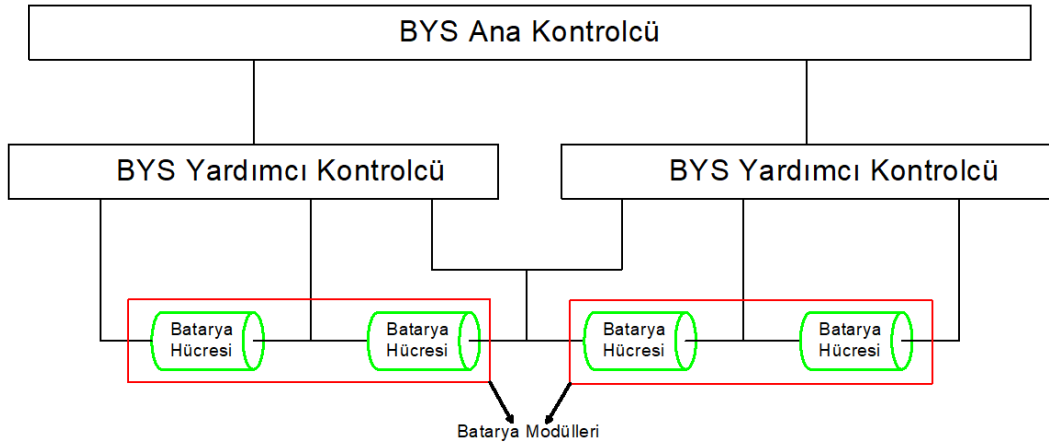 BYS Ana Kontrolcü
BYS Yardımcı Kontrolcü
BYS Yardımcı Kontrolcü
Batarya
Hücresi
Batarya
Hücresi
Batarya
Hücresi
Batarya
Hücresi
Batarya Modülleri